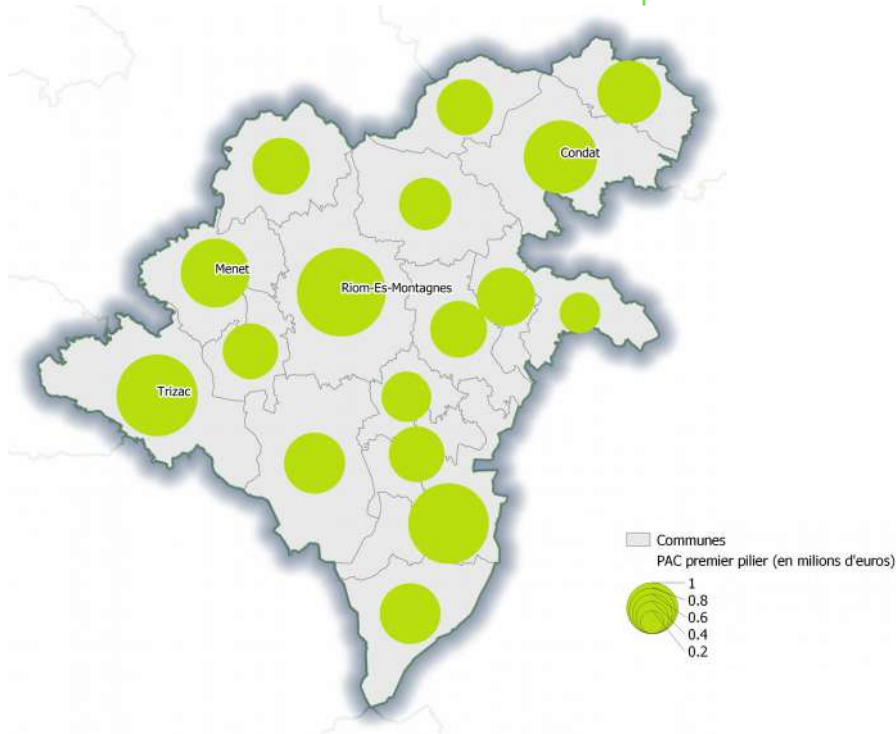 Condat
Menet
Riom-Es-Montagnes
Trizac
Communes
PAC premier pilier (en milions d'euros)
1
0.8
0.6
0.4
0.2